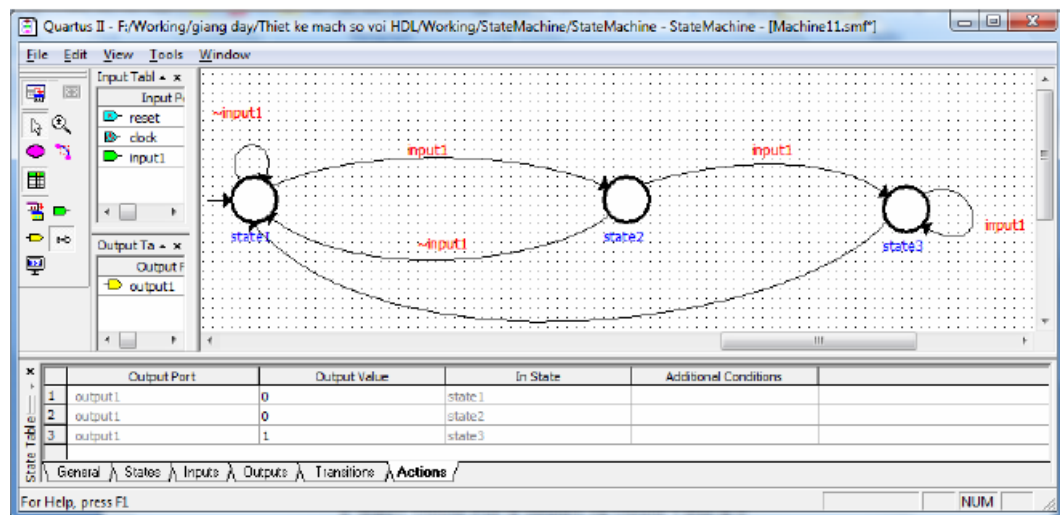 Quartus II - F:/Working/giang day/Thiet ke mach so voi HDL/Working/StateMachine/StateMachine - StateMachine - [Machine11.smf*]
File Edit View Tools Window
Input Tabl
Input P
reset
clock
input1
Output Ta
Output F
output1
~input1
input1
input1
state1
~input1
state2
state3
input1
Output Port Output Value In State Additional Conditions
1 output1 0 state1
2 output1 0 state2
3 output1 1 state3
State Table
General States Inputs Outputs Transitions Actions
For Help, press F1
NUM